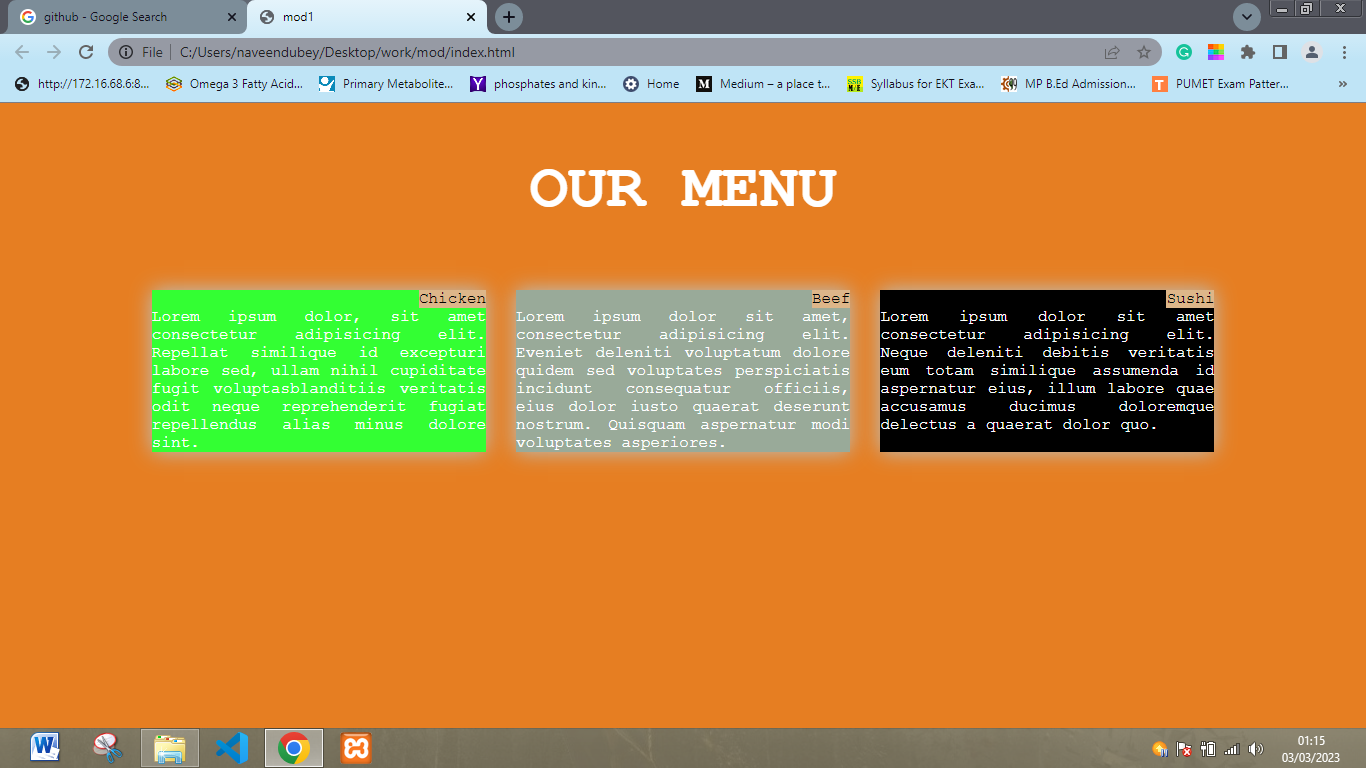 github - Google Search
mod1
File C:/Users/naveendubey/Desktop/work/mod/index.html
http://172.16.68.6:8... Omega 3 Fatty Acid... Primary Metabolite... phosphates and kin... Home Medium – a place t... Syllabus for EKT Exa... MP B.Ed Admission... PUMET Exam Patter... »
OUR MENU
Chicken
Lorem ipsum dolor, sit amet
consectetur adipisicing elit.
Repellat similique id excepturi
labore sed, ullam nihil cupiditate
fugit voluptasblanditiis veritatis
odit neque reprehenderit fugiat
repellendus alias minus dolore
sint.
Beef
Lorem ipsum dolor sit amet,
consectetur adipisicing elit.
Eveniet deleniti voluptatum dolore
quidem sed voluptates perspiciatis
incidunt consequatur officiis,
eius dolor iusto quaerat deserunt
nostrum. Quisquam aspernatur modi
voluptates asperiores.
Sushi
Lorem ipsum dolor sit amet
consectetur adipisicing elit.
Neque deleniti debitis veritatis
eum totam similique assumenda id
aspernatur eius, illum labore quae
accusamus ducimus doloremque
delectus a quaerat dolor quo.
01:15
03/03/2023